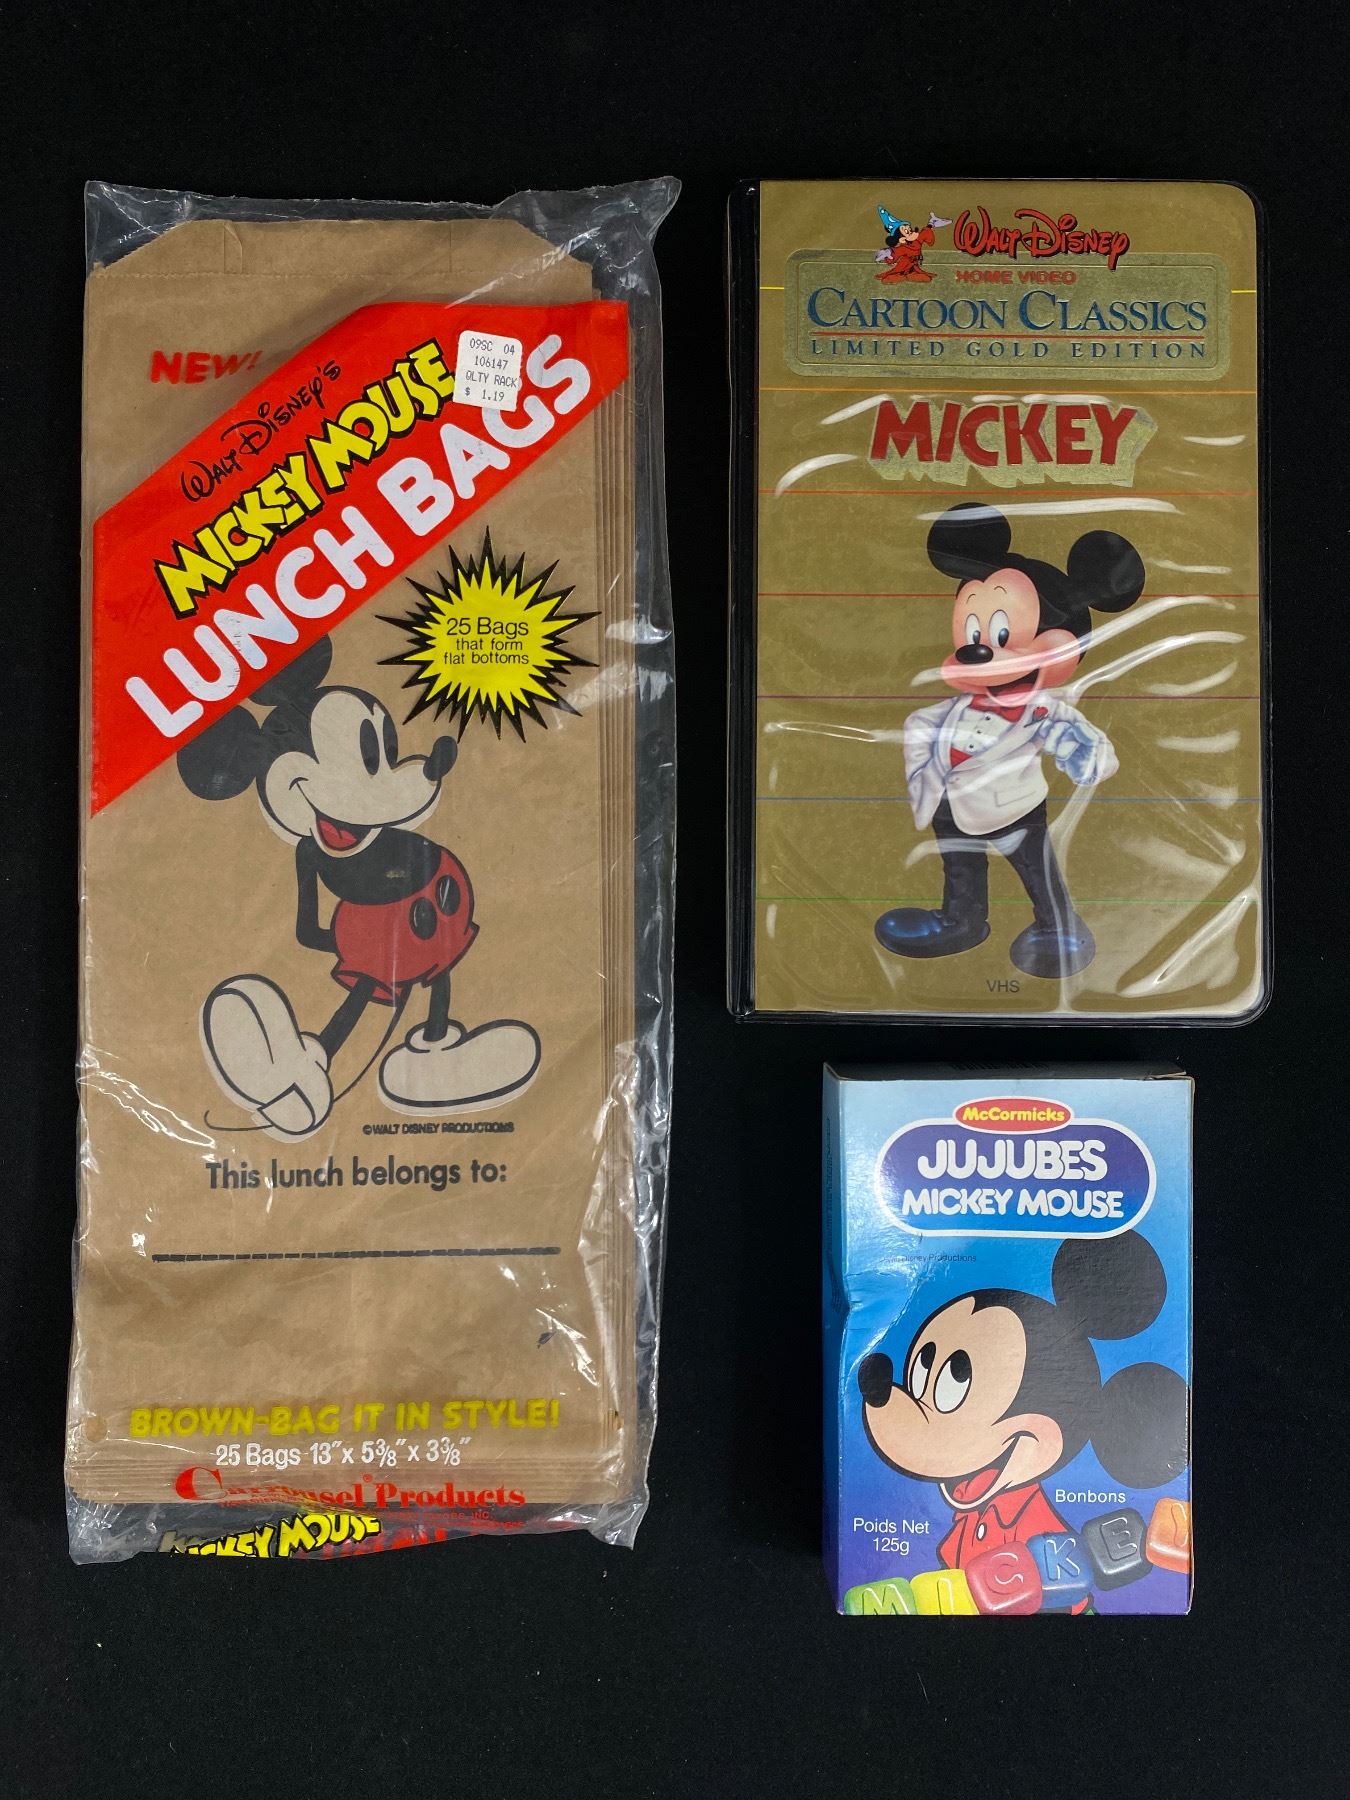 NEW!
WALT DISNEY'S
MICKEY MOUSE
LUNCH BAGS
09SC 04
106147
QLTY RACK
$ 1.19
25 Bags
that form
flat bottoms
©WALT DISNEY PRODUCTIONS
This lunch belongs to:
BROWN-BAG IT IN STYLE!
25 Bags 13″x 5⅜″x 3⅜″
Carrousel® Products
MICKEY MOUSE
WALT DISNEY
HOME VIDEO
CARTOON CLASSICS
LIMITED GOLD EDITION
MICKEY
VHS
McCormicks
JUJUBES
MICKEY MOUSE
Disney Productions
Bonbons
Poids Net
125g
MICKEY